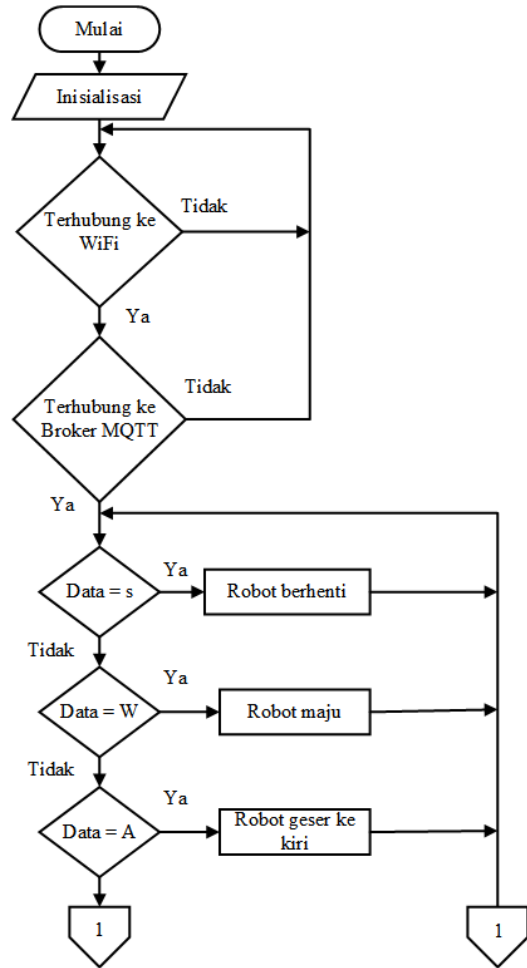 Mulai
Inisialisasi
Terhubung ke
WiFi
Tidak
Ya
Terhubung ke
Broker MQTT
Tidak
Ya
Data = s
Ya
Robot berhenti
Tidak
Data = W
Ya
Robot maju
Tidak
Data = A
Ya
Robot geser ke
kiri
1
1